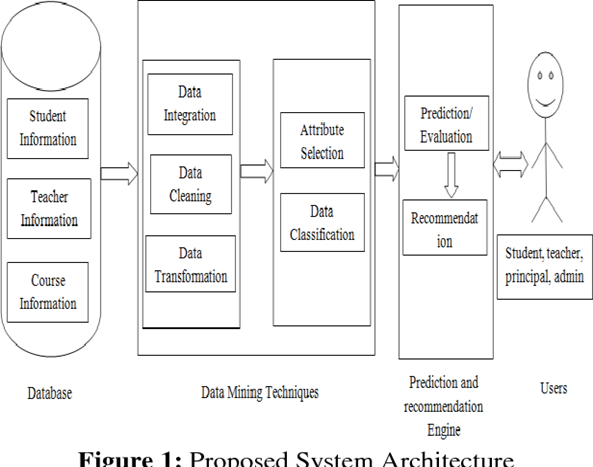 Student
Information
Teacher
Information
Course
Information
Database
Data
Integration
Data
Cleaning
Data
Transformation
Attribute
Selection
Data
Classification
Data Mining Techniques
Prediction/
Evaluation
Recommendat
ion
Prediction and
recommendation
Engine
Student, teacher,
principal, admin
Users
Figure 1: Proposed System Architecture